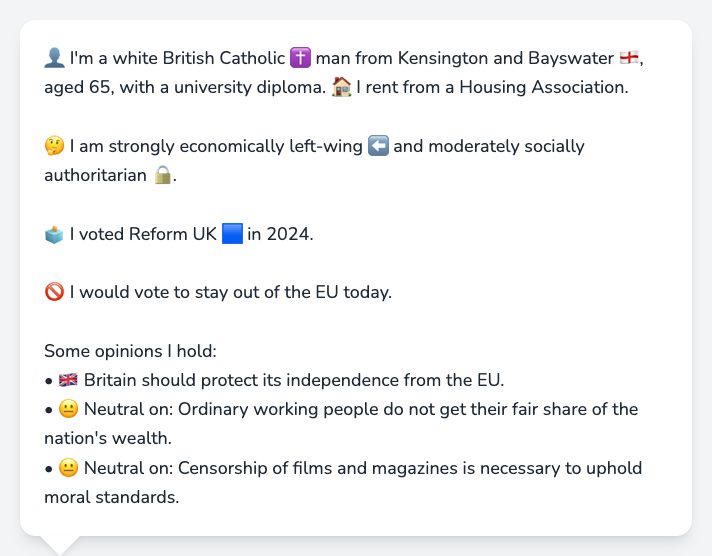 👤 I'm a white British Catholic ✝️ man from Kensington and Bayswater 🏴󠁧󠁢󠁥󠁮󠁧󠁿,
aged 65, with a university diploma. 🏠 I rent from a Housing Association.
🤔 I am strongly economically left-wing ⬅️ and moderately socially
authoritarian 🔒.
🗳️ I voted Reform UK 🟦 in 2024.
🚫 I would vote to stay out of the EU today.
Some opinions I hold:
• 🇬🇧 Britain should protect its independence from the EU.
• 😐 Neutral on: Ordinary working people do not get their fair share of the
nation's wealth.
• 😐 Neutral on: Censorship of films and magazines is necessary to uphold
moral standards.